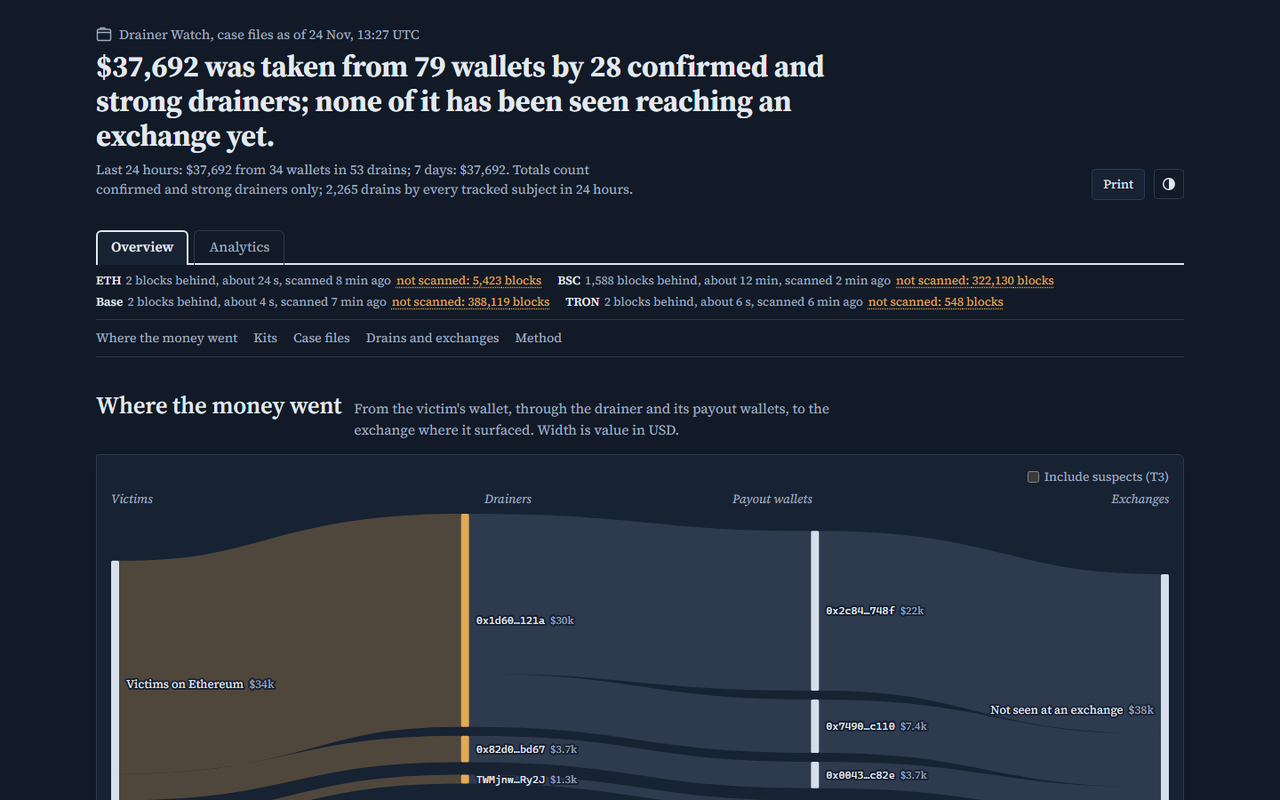 Drainer Watch, case files as of 24 Nov, 13:27 UTC
$37,692 was taken from 79 wallets by 28 confirmed and
strong drainers; none of it has been seen reaching an
exchange yet.
Last 24 hours: $37,692 from 34 wallets in 53 drains; 7 days: $37,692. Totals count
confirmed and strong drainers only; 2,265 drains by every tracked subject in 24 hours.
Print
Overview Analytics
ETH 2 blocks behind, about 24 s, scanned 8 min ago not scanned: 5,423 blocks BSC 1,588 blocks behind, about 12 min, scanned 2 min ago not scanned: 322,130 blocks
Base 2 blocks behind, about 4 s, scanned 7 min ago not scanned: 388,119 blocks TRON 2 blocks behind, about 6 s, scanned 6 min ago not scanned: 548 blocks
Where the money went Kits Case files Drains and exchanges Method
Where the money went From the victim's wallet, through the drainer and its payout wallets, to the
exchange where it surfaced. Width is value in USD.
Include suspects (T3)
Victims Drainers Payout wallets Exchanges
0x2c84…748f $22k
0x1d60…121a $30k
Victims on Ethereum $34k
Not seen at an exchange $38k
0x7490…c110 $7.4k
0x82d0…bd67 $3.7k
0x0043…c82e $3.7k
TWMjnw…Ry2J $1.3k